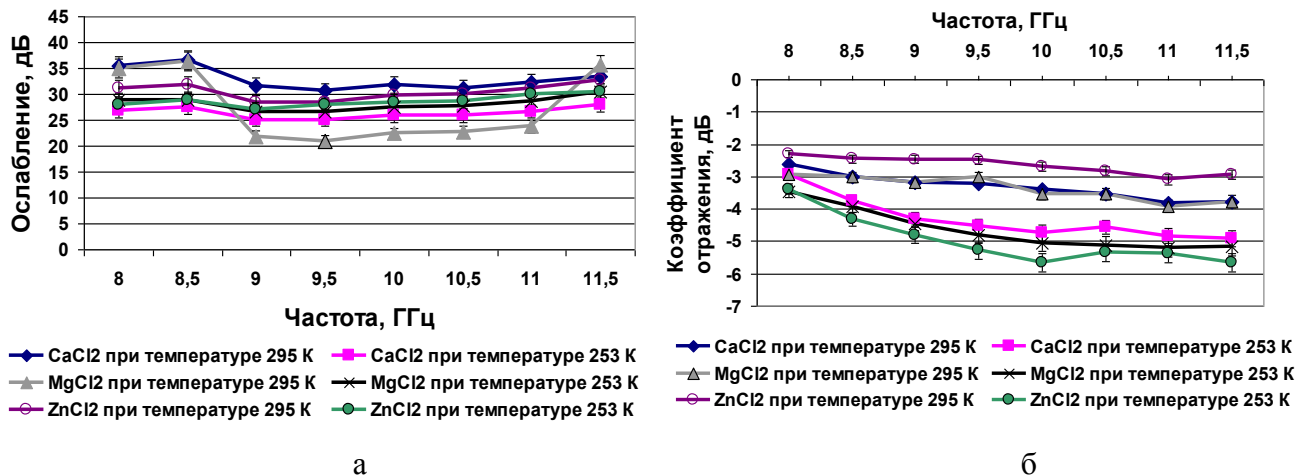 Ослабление, дБ
45
40
35
30
25
20
15
10
5
0
8 8,5 9 9,5 10 10,5 11 11,5
Частота, ГГц
CaCl2 при температуре 295 К CaCl2 при температуре 253 К
MgCl2 при температуре 295 К MgCl2 при температуре 253 К
ZnCl2 при температуре 295 К ZnCl2 при температуре 253 К
а
Частота, ГГц
8 8,5 9 9,5 10 10,5 11 11,5
Коэффициент
отражения, дБ
0
-1
-2
-3
-4
-5
-6
-7
CaCl2 при температуре 295 К CaCl2 при температуре 253 К
MgCl2 при температуре 295 К MgCl2 при температуре 253 К
ZnCl2 при температуре 295 К ZnCl2 при температуре 253 К
б